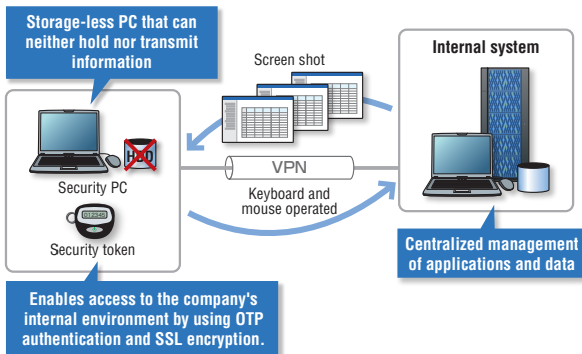 Storage-less PC that can
neither hold nor transmit
information
Screen shot
Internal system
HDD
Security PC
VPN
Keyboard and
mouse operated
012345
Security token
Centralized management
of applications and data
Enables access to the company's
internal environment by using OTP
authentication and SSL encryption.